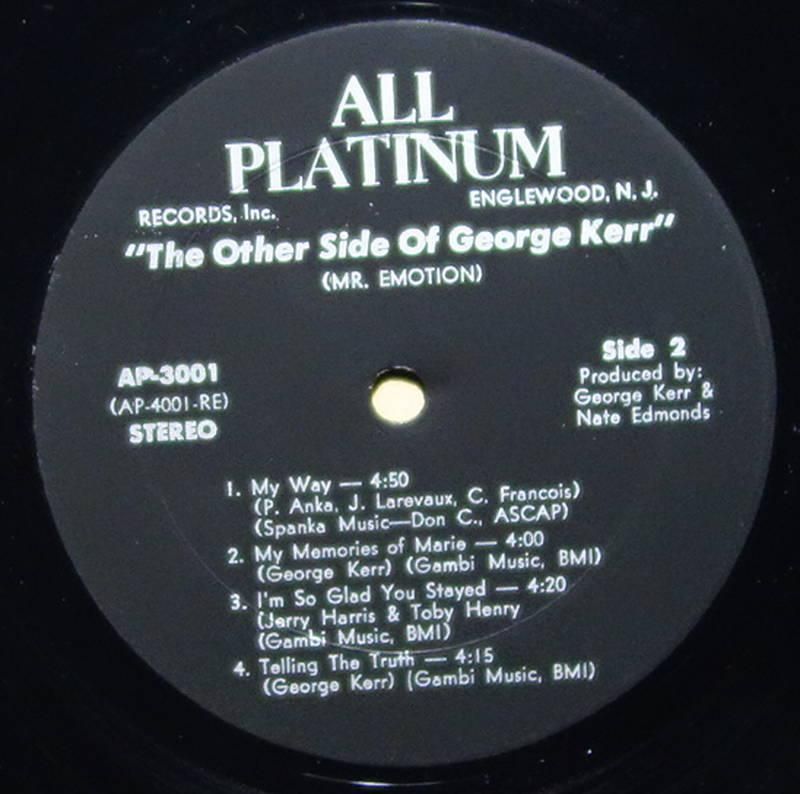 ALL
PLATINUM
RECORDS, Inc. ENGLEWOOD, N. J.
"The Other Side Of George Kerr"
(MR. EMOTION)
AP-3001
(AP-4001-RE)
STEREO
Side 2
Produced by:
George Kerr &
Nate Edmonds
1. My Way — 4:50
(P. Anka, J. Larevaux, C. Francois)
(Spanka Music—Don C., ASCAP)
2. My Memories of Marie — 4:00
(George Kerr) (Gambi Music, BMI)
3. I'm So Glad You Stayed — 4:20
(Jerry Harris & Toby Henry
(Gambi Music, BMI)
4. Telling The Truth — 4:15
(George Kerr) (Gambi Music, BMI)